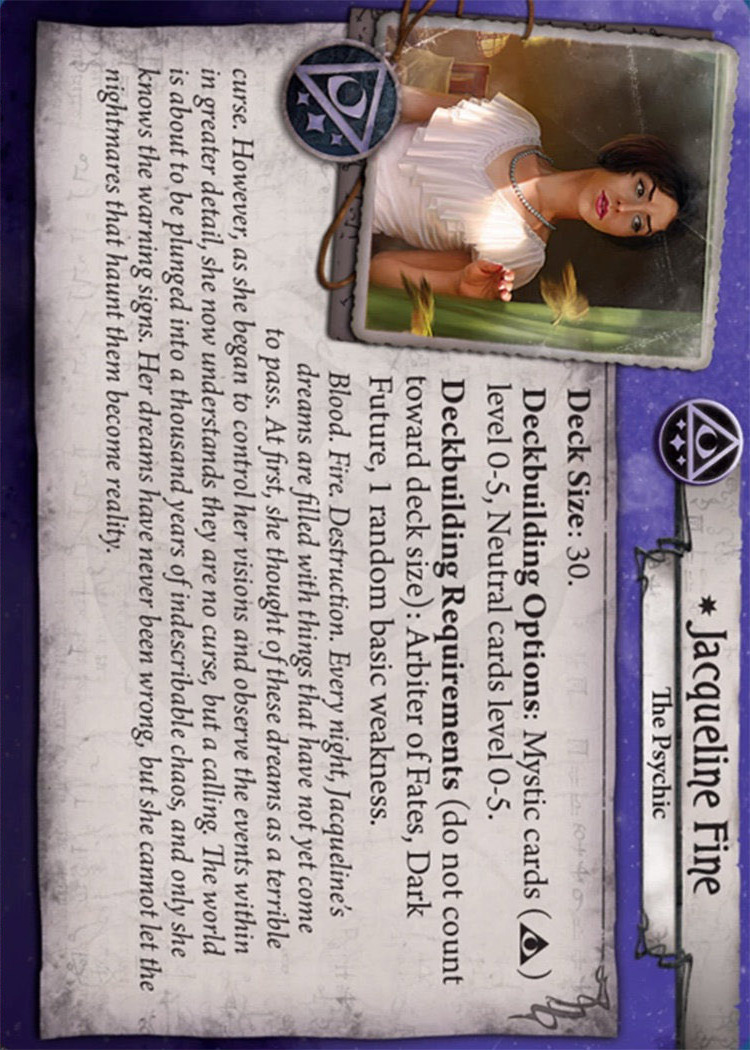 Jacqueline Fine
The Psychic
Deck Size: 30.
Deckbuilding Options: Mystic cards ( )
level 0-5, Neutral cards level 0-5.
Deckbuilding Requirements (do not count
toward deck size): Arbiter of Fates, Dark
Future, 1 random basic weakness.
Blood. Fire. Destruction. Every night, Jacqueline’s
dreams are filled with things that have not yet come
to pass. At first, she thought of these dreams as a terrible
curse. However, as she began to control her visions and observe the events within
in greater detail, she now understands they are no curse, but a calling. The world
is about to be plunged into a thousand years of indescribable chaos, and only she
knows the warning signs. Her dreams have never been wrong, but she cannot let the
nightmares that haunt them become reality.